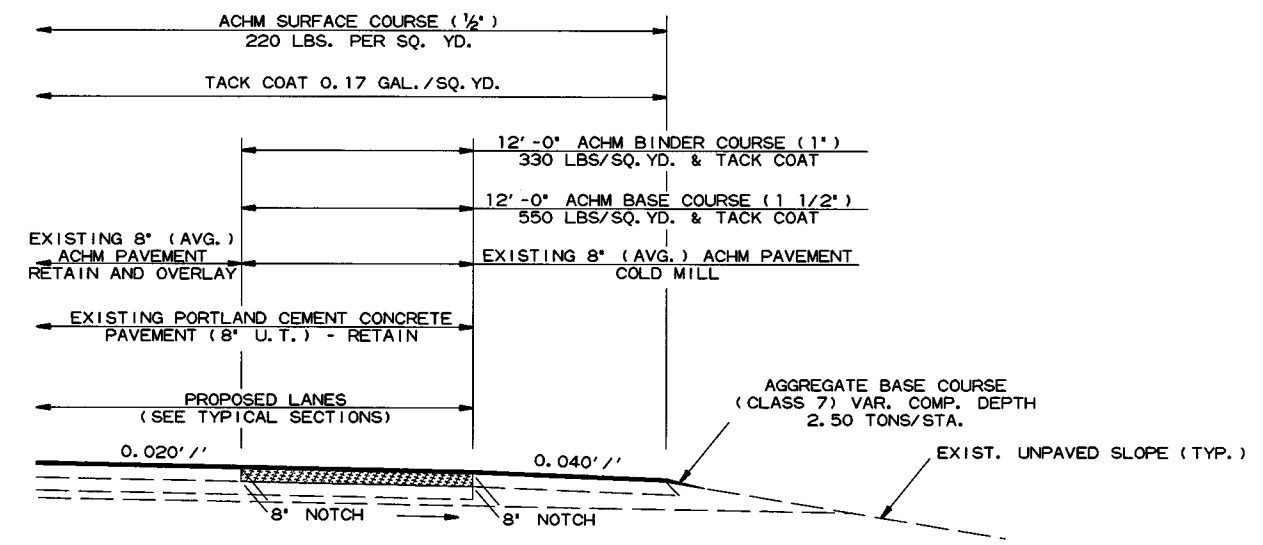 ACHM SURFACE COURSE (½")
220 LBS. PER SQ. YD.
TACK COAT 0.17 GAL./SQ.YD.
12'-0" ACHM BINDER COURSE (1")
330 LBS/SQ.YD. & TACK COAT
12'-0" ACHM BASE COURSE (1 1/2")
550 LBS/SQ.YD. & TACK COAT
EXISTING 8" (AVG.)
ACHM PAVEMENT
RETAIN AND OVERLAY
EXISTING 8" (AVG.) ACHM PAVEMENT
COLD MILL
EXISTING PORTLAND CEMENT CONCRETE
PAVEMENT (8" U.T.) - RETAIN
PROPOSED LANES
(SEE TYPICAL SECTIONS)
AGGREGATE BASE COURSE
(CLASS 7) VAR. COMP. DEPTH
2.50 TONS/STA.
0.020'/'
0.040'/'
EXIST. UNPAVED SLOPE (TYP.)
8" NOTCH
8" NOTCH